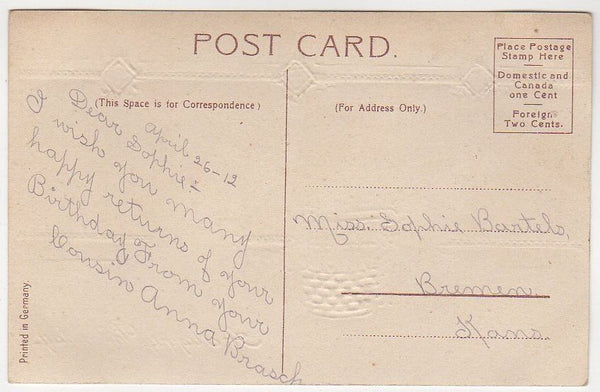 POST CARD.
Place Postage
Stamp Here
Domestic and
Canada
one Cent
Foreign
Two Cents.
(This Space is for Correspondence)
(For Address Only.)
April 26-12
Dear Sophie:-
I wish you many
happy returns of your
Birthday From your
Cousin Anna Brasch
Miss. Sophie Bartels,
Bremen
Kans.
Printed in Germany.